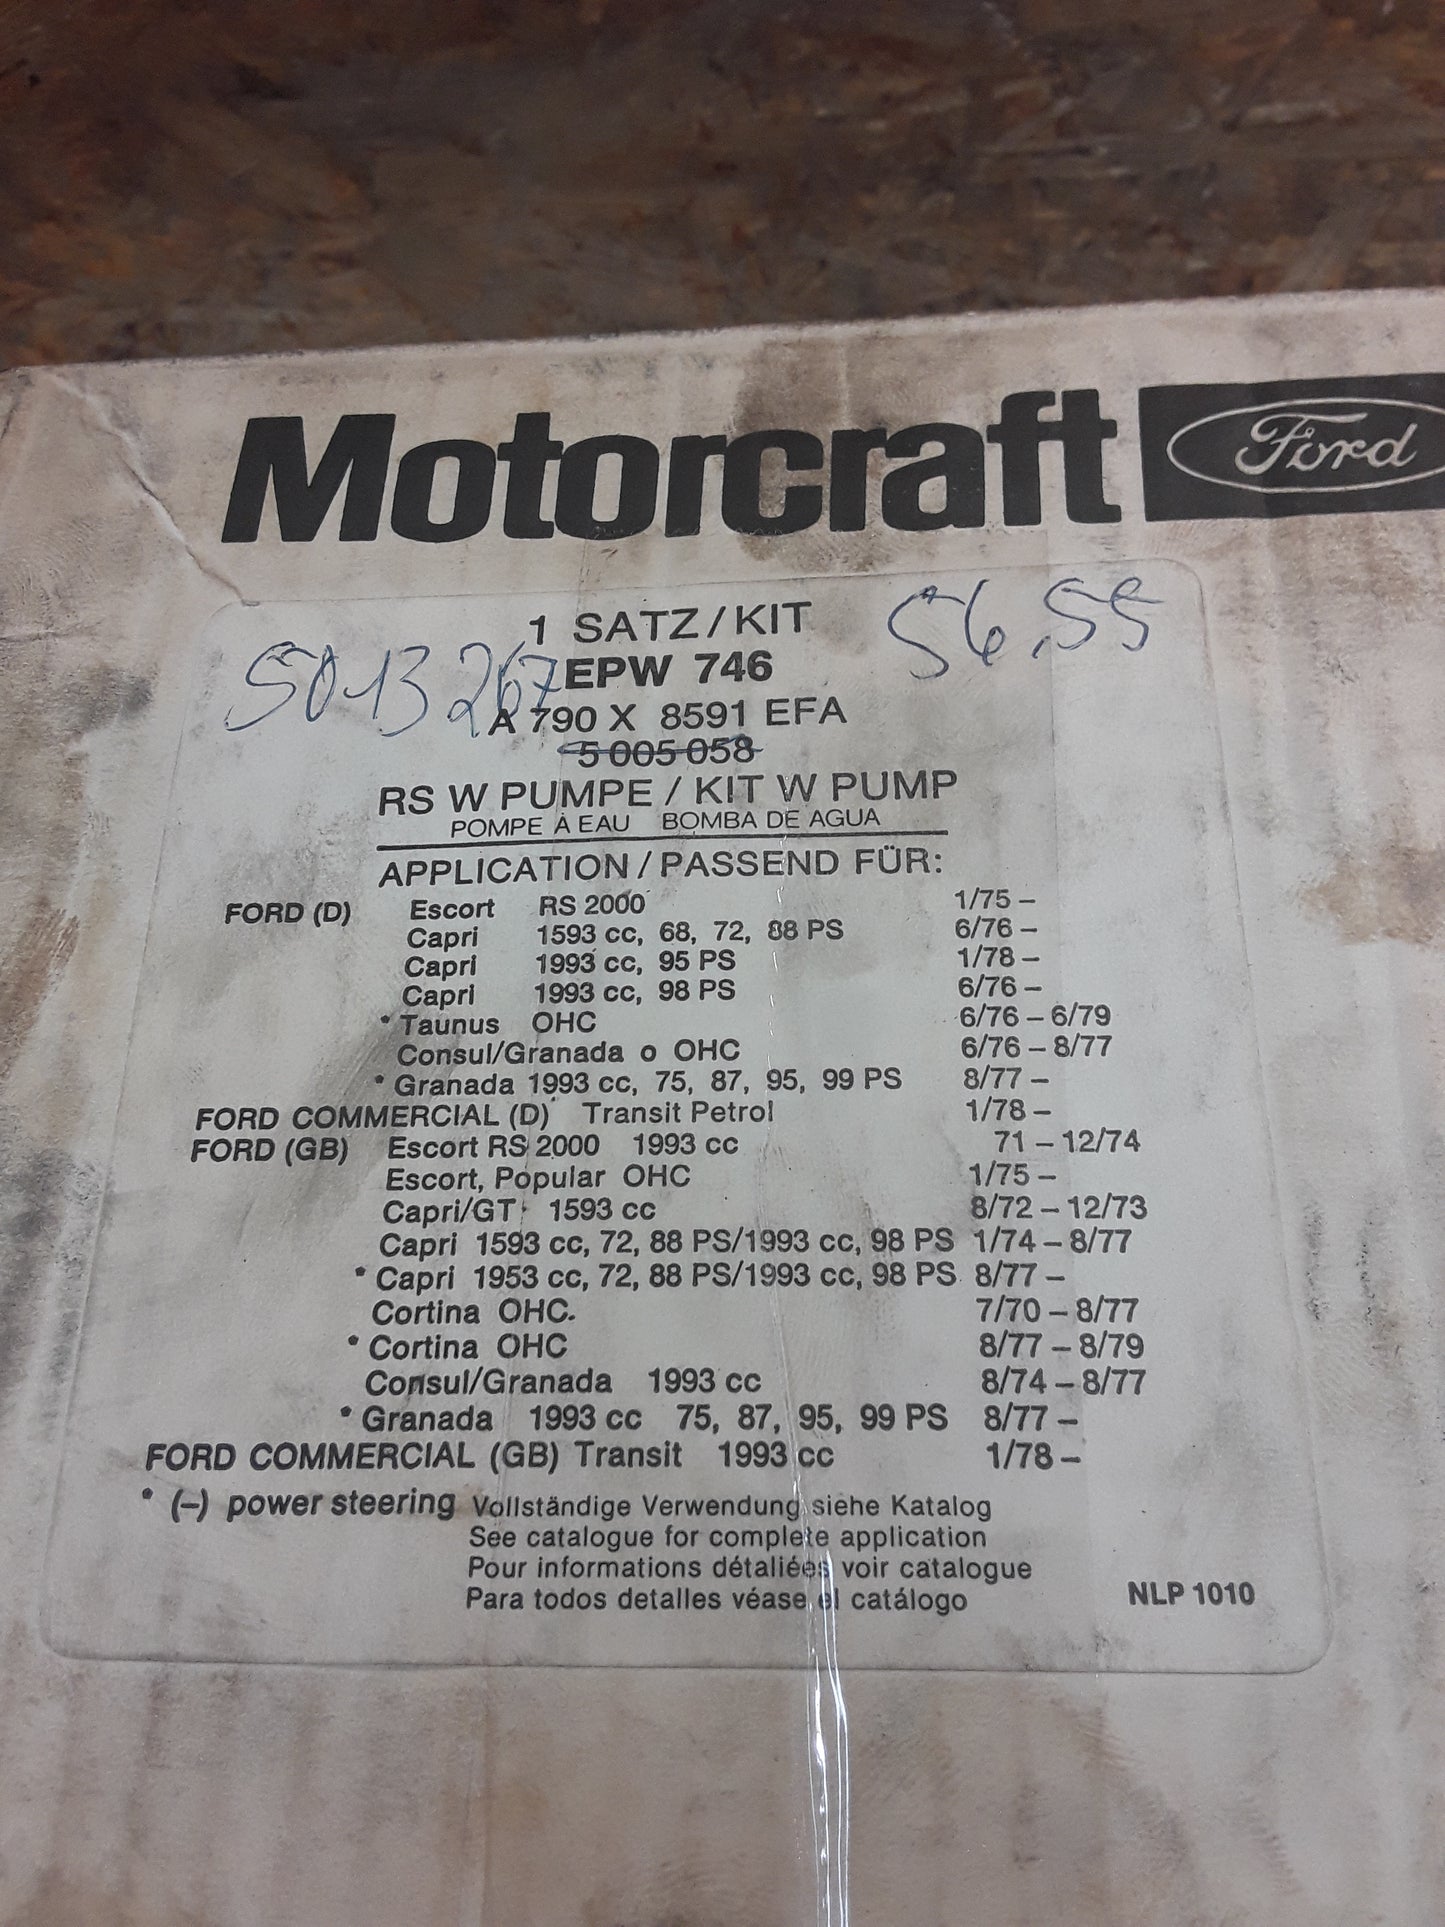 Motorcraft Ford
1 SATZ/KIT
56,55
5013267
EPW 746
A 790 X 8591 EFA
5 005 058
RS W PUMPE / KIT W PUMP
POMPE À EAU BOMBA DE AGUA
APPLICATION/PASSEND FÜR:
FORD (D) Escort RS 2000 1/75 –
Capri 1593 cc, 68, 72, 88 PS 6/76 –
Capri 1993 cc, 95 PS 1/78 –
Capri 1993 cc, 98 PS 6/76 –
* Taunus OHC 6/76 – 6/79
Consul/Granada o OHC 6/76 – 8/77
* Granada 1993 cc, 75, 87, 95, 99 PS 8/77 –
FORD COMMERCIAL (D) Transit Petrol 1/78 –
FORD (GB) Escort RS 2000 1993 cc 71 – 12/74
Escort, Popular OHC 1/75 –
Capri/GT 1593 cc 8/72 – 12/73
Capri 1593 cc, 72, 88 PS/1993 cc, 98 PS 1/74 – 8/77
* Capri 1953 cc, 72, 88 PS/1993 cc, 98 PS 8/77 –
Cortina OHC. 7/70 – 8/77
* Cortina OHC 8/77 – 8/79
Consul/Granada 1993 cc 8/74 – 8/77
* Granada 1993 cc 75, 87, 95, 99 PS 8/77 –
FORD COMMERCIAL (GB) Transit 1993 cc 1/78 –
* (–) power steering Vollständige Verwendung siehe Katalog
See catalogue for complete application
Pour informations détaliées voir catalogue
Para todos detalles véase el catálogo
NLP 1010